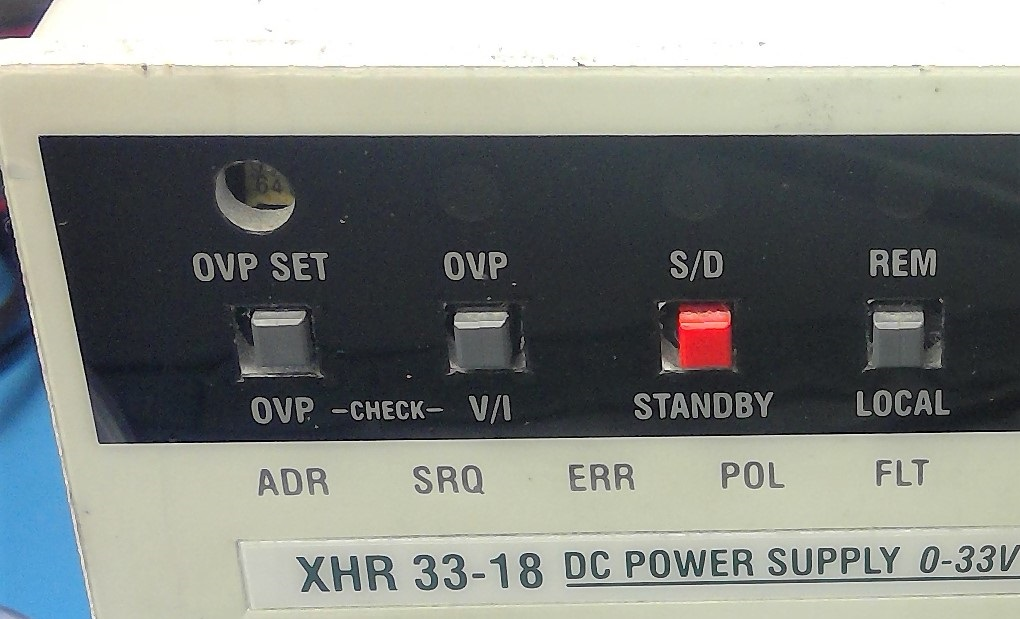 64
OVP SET OVP S/D REM
OVP -CHECK- V/I STANDBY LOCAL
ADR SRQ ERR POL FLT
XHR 33-18 DC POWER SUPPLY 0-33V